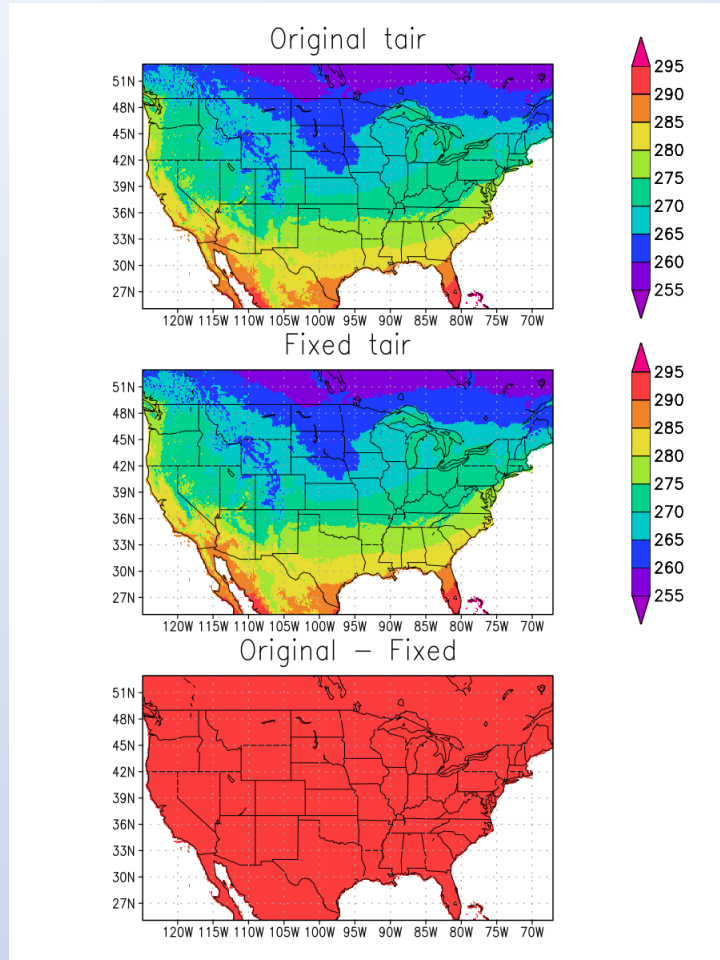 Original tair
51N
48N
45N
42N
39N
36N
33N
30N
27N
120W 115W 110W 105W 100W 95W 90W 85W 80W 75W 70W
295
290
285
280
275
270
265
260
255
Fixed tair
51N
48N
45N
42N
39N
36N
33N
30N
27N
120W 115W 110W 105W 100W 95W 90W 85W 80W 75W 70W
295
290
285
280
275
270
265
260
255
Original – Fixed
51N
48N
45N
42N
39N
36N
33N
30N
27N
120W 115W 110W 105W 100W 95W 90W 85W 80W 75W 70W